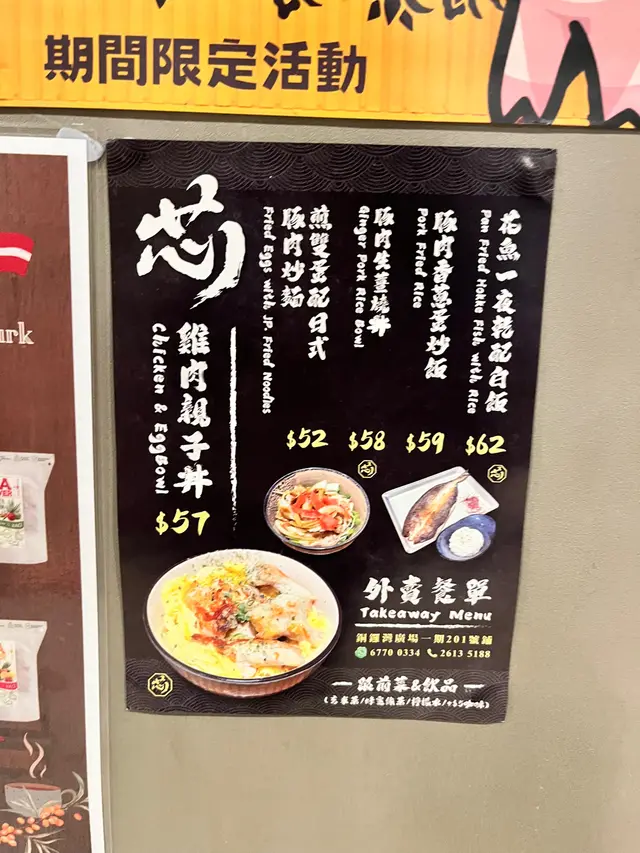 期間限定活動
芯
花魚一夜乾配白飯
Pan Fried Hokke Fish with Rice
$62
豚肉香蔥蛋炒飯
Pork Fried Rice
$59
豚肉生薑燒丼
Ginger Pork Rice Bowl
$58
煎雙蛋配日式
豚肉炒麵
Fried Eggs with JP. Fried Noodles
$52
雞肉親子丼
Chicken & Egg Bowl
$57
芯
芯
芯
外賣餐單
Takeaway Menu
銅鑼灣廣場一期201號舖
6770 0334
2613 5188
跟前菜&飲品
ark